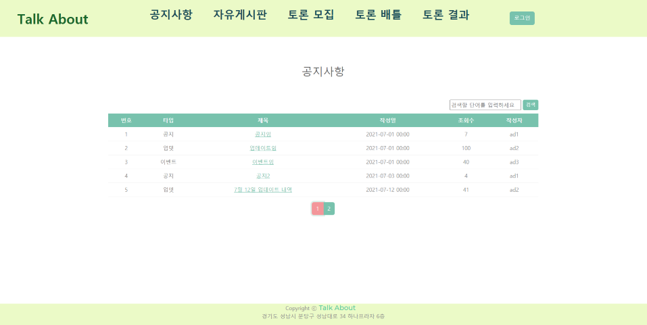 Talk About
공지사항 자유게시판 토론 모집 토론 배틀 토론 결과
로그인
공지사항
검색할 단어를 입력하세요 검색
번호 타입 제목 작성일 조회수 작성자
1 공지 공지임 2021-07-01 00:00 7 ad1
2 업뎃 업데이트임 2021-07-01 00:00 100 ad2
3 이벤트 이벤트임 2021-07-01 00:00 40 ad3
4 공지 공지2 2021-07-03 00:00 4 ad1
5 업뎃 7월 12일 업데이트 내역 2021-07-12 00:00 41 ad2
1 2
Copyright ⓒ Talk About
경기도 성남시 분당구 성남대로 34 하나프라자 6층